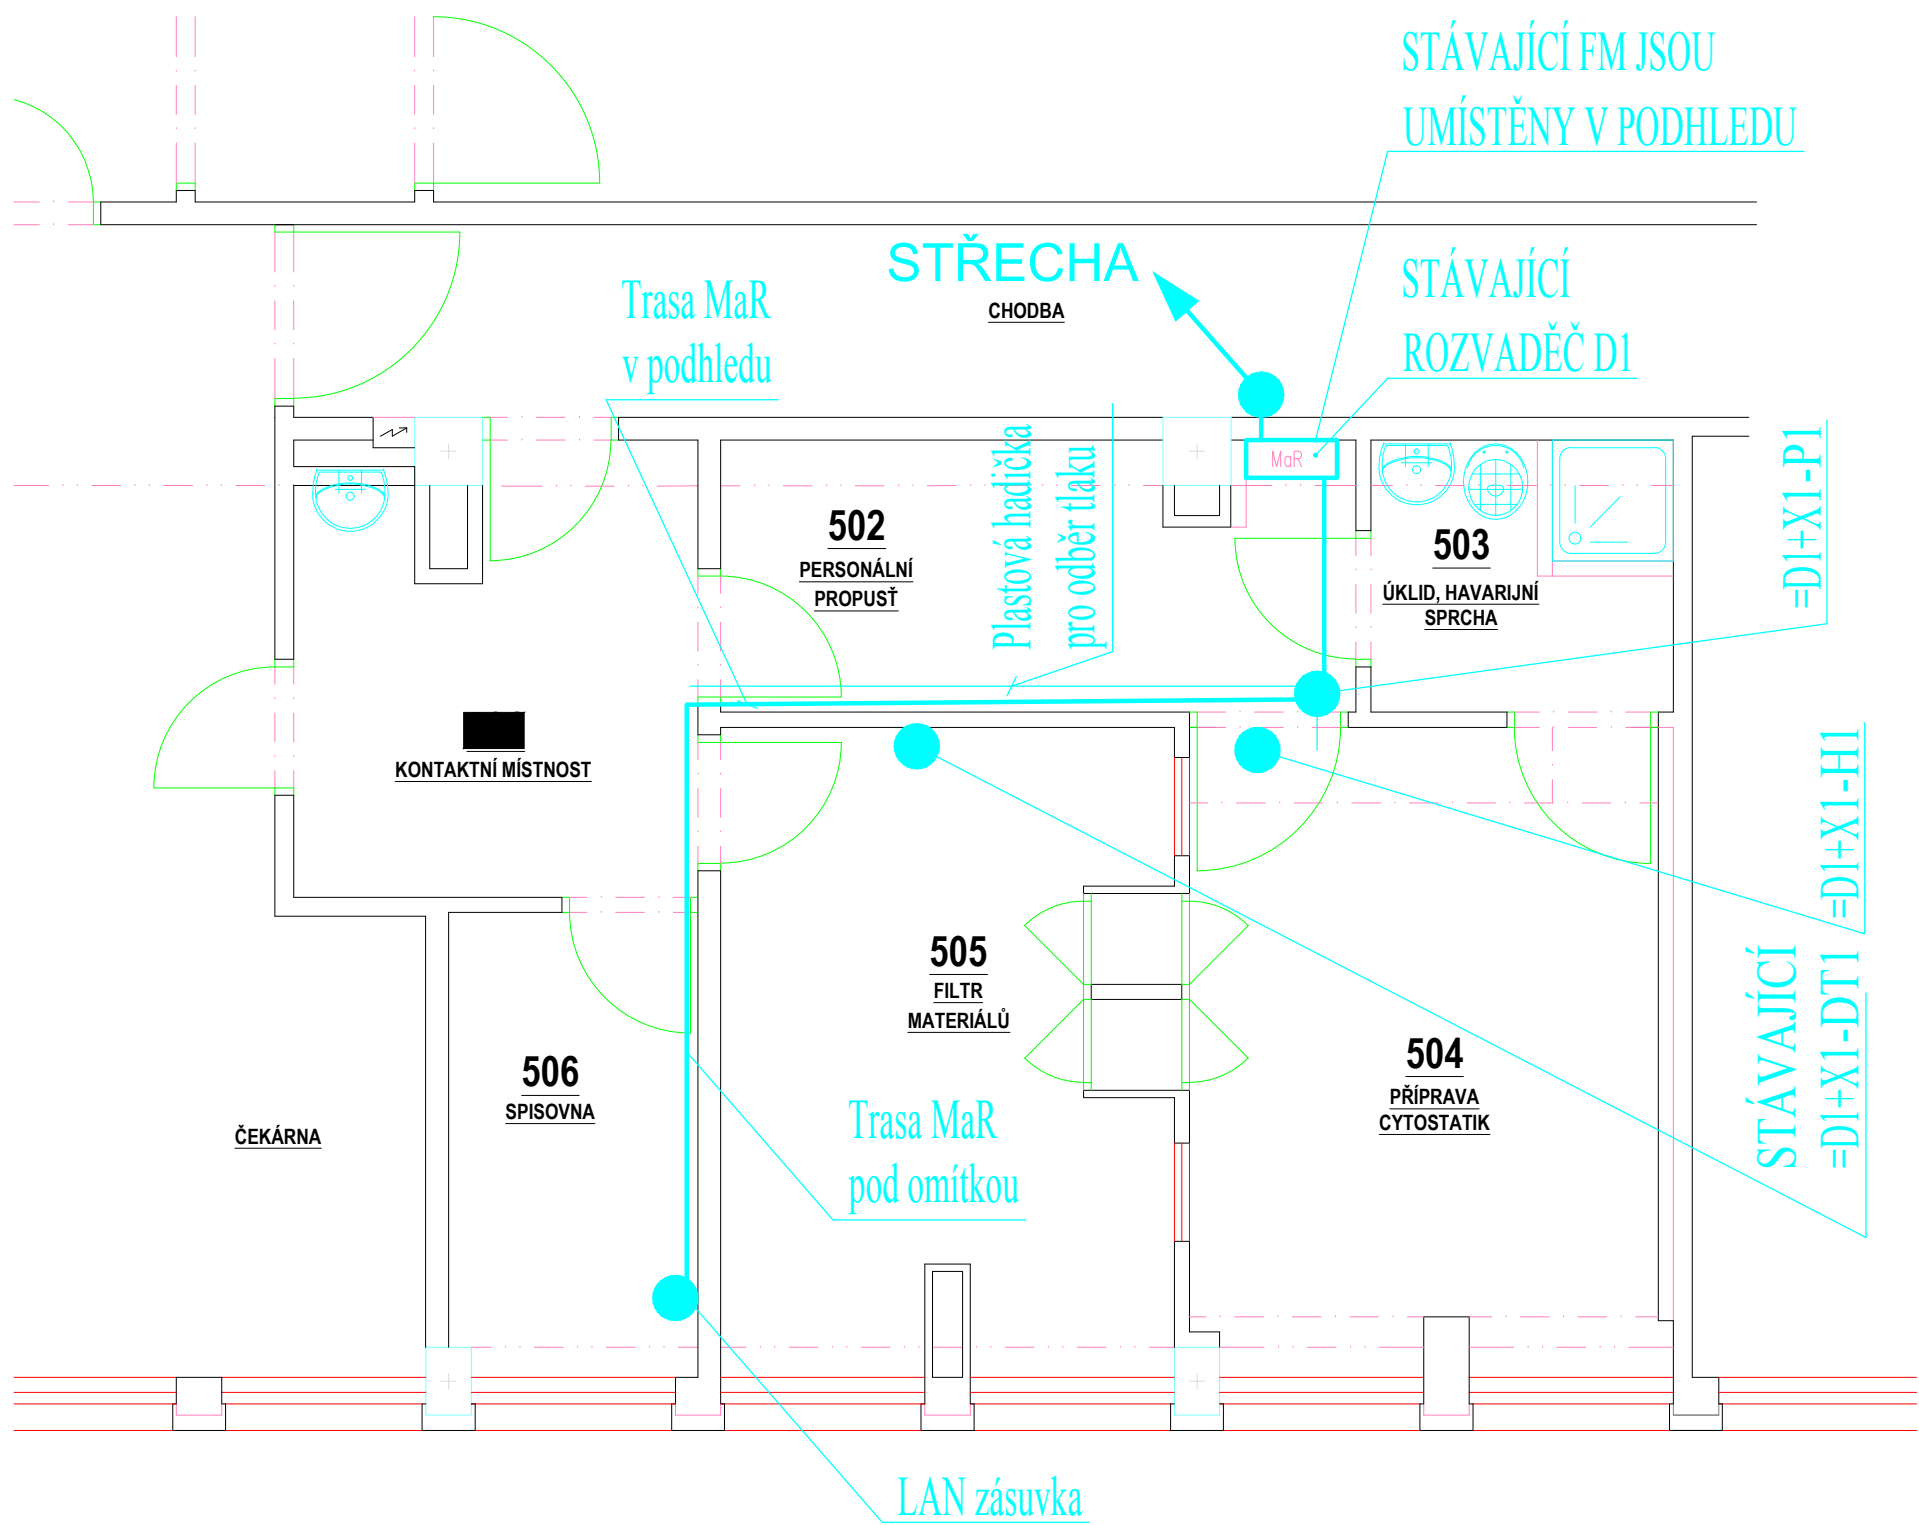 STÁVAJÍCÍ FM JSOU
UMÍSTĚNY V PODHLEDU
STŘECHA
CHODBA
Trasa MaR
v podhledu
STÁVAJÍCÍ
ROZVADĚČ D1
MaR
Plastová hadička
pro odběr tlaku
502
PERSONÁLNÍ
PROPUSŤ
503
ÚKLID, HAVARIJNÍ
SPRCHA
=D1+X1-P1
KONTAKTNÍ MÍSTNOST
=D1+X1-H1
STÁVAJÍCÍ
=D1+X1-DT1
505
FILTR
MATERIÁLŮ
504
PŘÍPRAVA
CYTOSTATIK
506
SPISOVNA
ČEKÁRNA
Trasa MaR
pod omítkou
LAN zásuvka